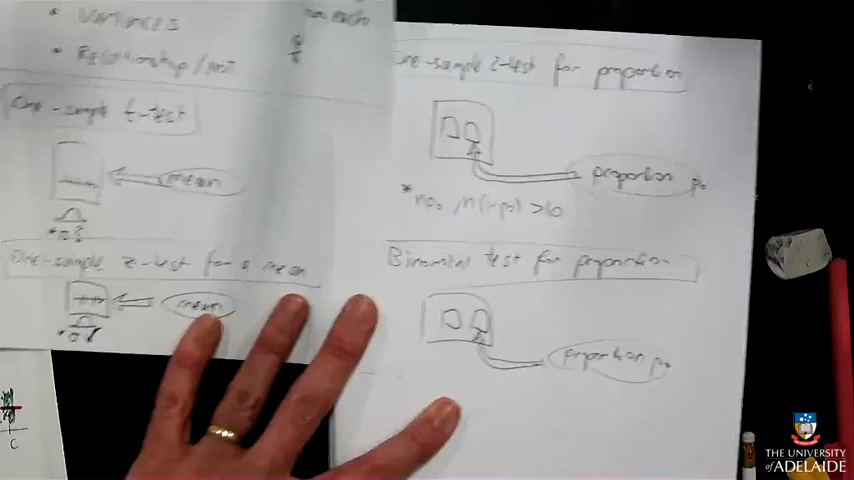 • Variances
• Relationship/
One-sample t-test
mean
One-sample z-test for a mean
mean
One-sample z-test for proportion
proportion p₀
* np₀, n(1-p₀) >10
Binomial test for proportion
proportion p₀
C
THE UNIVERSITY
of ADELAIDE